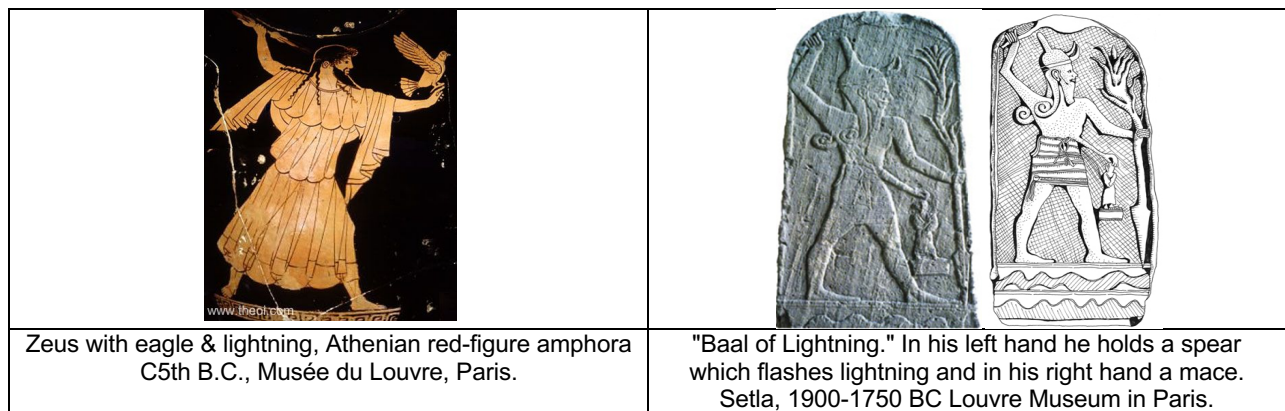 www.theoi.com
Zeus with eagle & lightning, Athenian red-figure amphora
C5th B.C., Musée du Louvre, Paris.
"Baal of Lightning." In his left hand he holds a spear
which flashes lightning and in his right hand a mace.
Setla, 1900-1750 BC Louvre Museum in Paris.